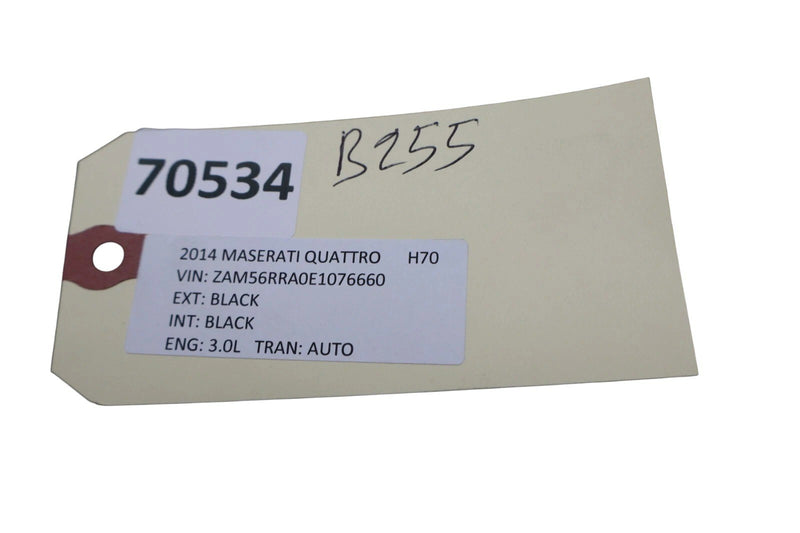 70534
B255
2014 MASERATI QUATTRO H70
VIN: ZAM56RRA0E1076660
EXT: BLACK
INT: BLACK
ENG: 3.0L TRAN: AUTO